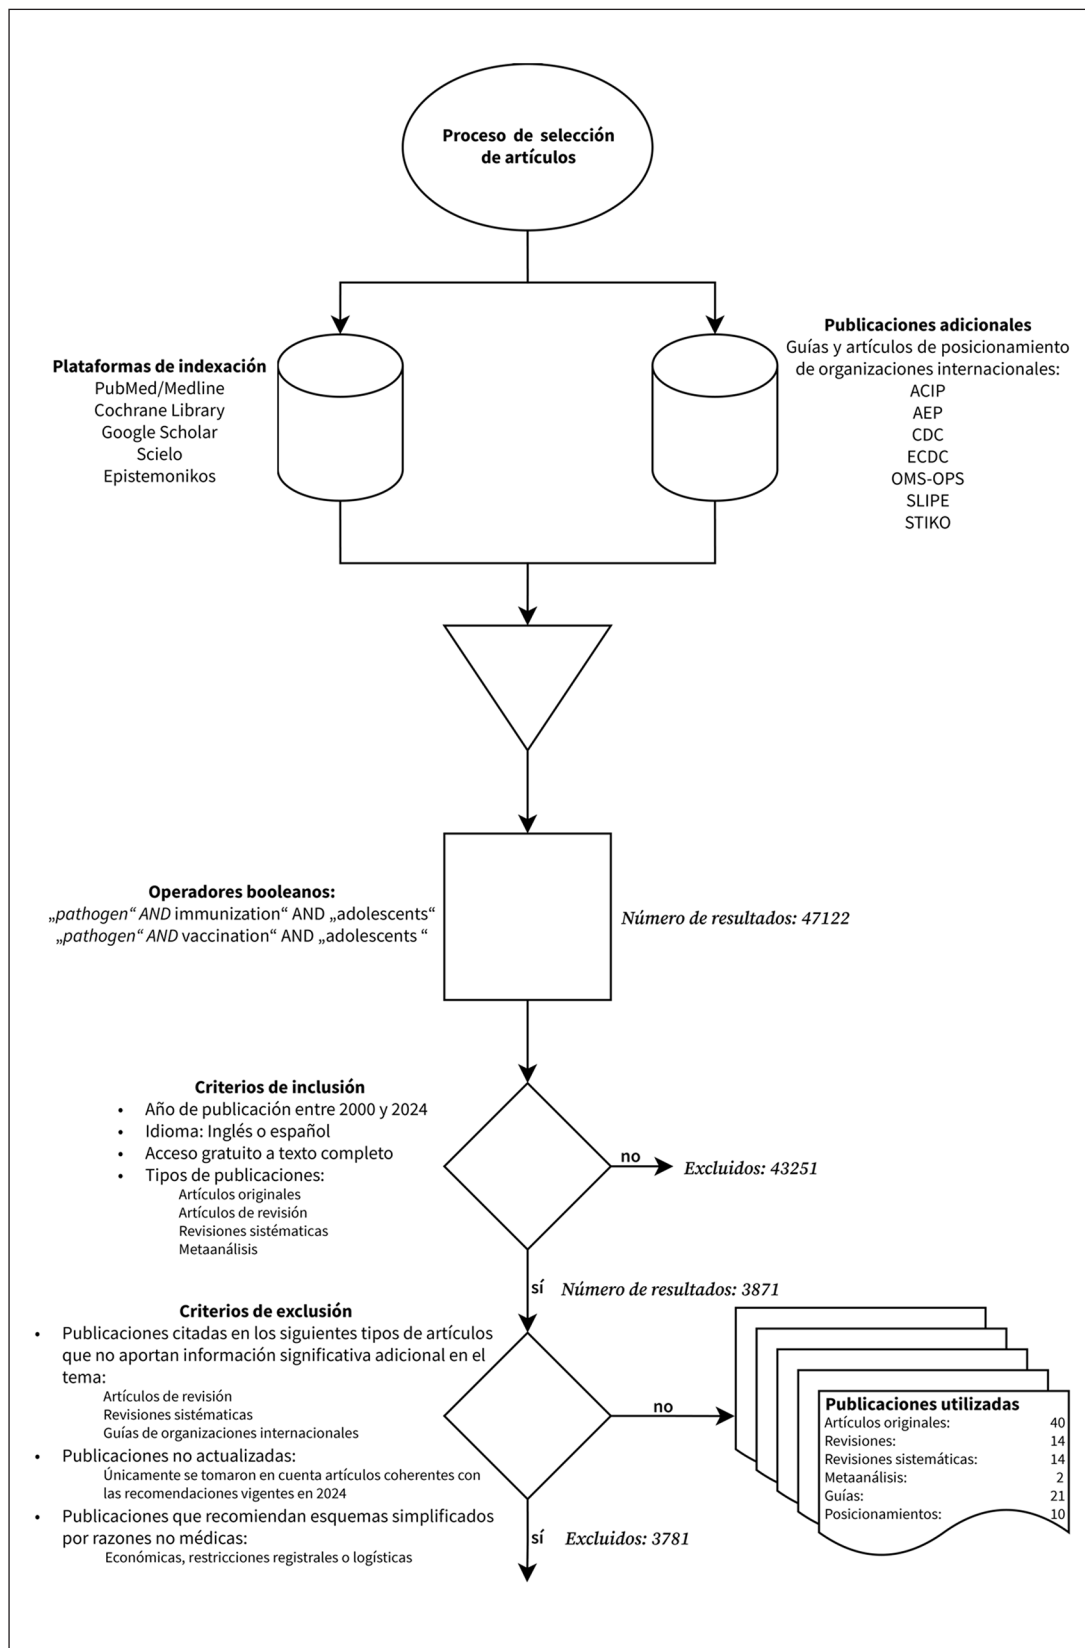 Proceso de selección
de artículos
Plataformas de indexación
PubMed/Medline
Cochrane Library
Google Scholar
Scielo
Epistemonikos
Publicaciones adicionales
Guías y artículos de posicionamiento
de organizaciones internacionales:
ACIP
AEP
CDC
ECDC
OMS-OPS
SLIPE
STIKO
Operadores booleanos:
„pathogen“ AND immunization“ AND „adolescents“
„pathogen“ AND vaccination“ AND „adolescents “
Número de resultados: 47122
Criterios de inclusión
• Año de publicación entre 2000 y 2024
• Idioma: Inglés o español
• Acceso gratuito a texto completo
• Tipos de publicaciones:
Artículos originales
Artículos de revisión
Revisiones sistématicas
Metaanálisis
no
Excluidos: 43251
sí
Número de resultados: 3871
Criterios de exclusión
• Publicaciones citadas en los siguientes tipos de artículos
que no aportan información significativa adicional en el
tema:
Artículos de revisión
Revisiones sistématicas
Guías de organizaciones internacionales
• Publicaciones no actualizadas:
Únicamente se tomaron en cuenta artículos coherentes con
las recomendaciones vigentes en 2024
• Publicaciones que recomiendan esquemas simplificados
por razones no médicas:
Económicas, restricciones registrales o logísticas
no
Publicaciones utilizadas
Artículos originales: 40
Revisiones: 14
Revisiones sistemáticas: 14
Metaanálisis: 2
Guías: 21
Posicionamientos: 10
sí
Excluidos: 3781